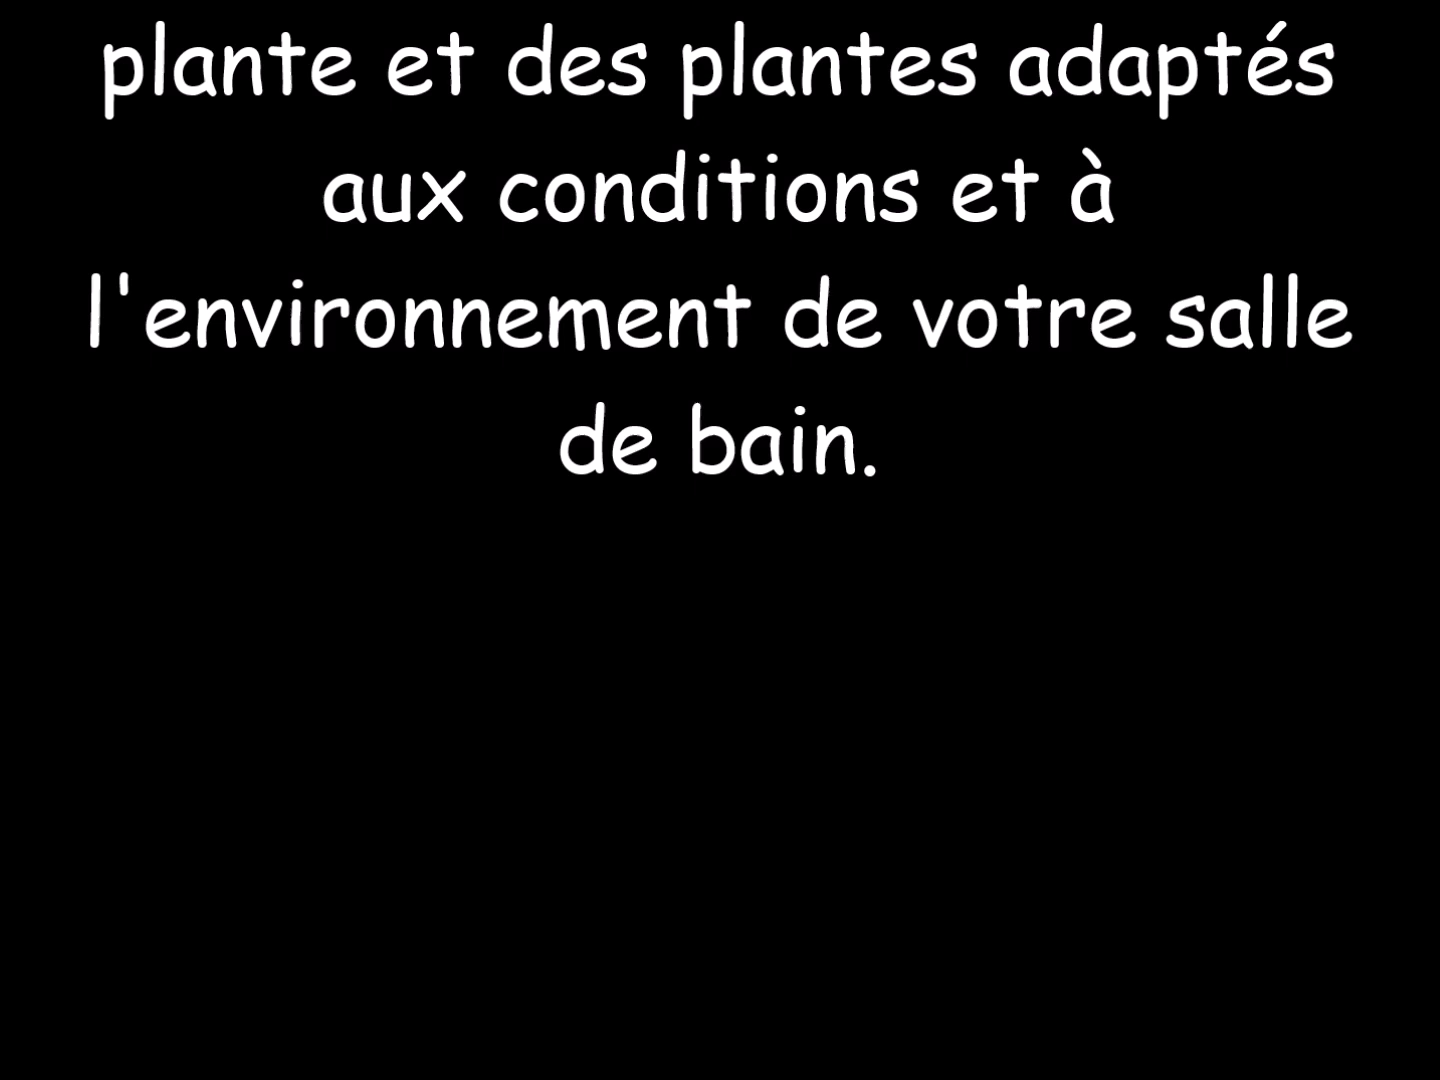 plante et des plantes adaptés
aux conditions et à
l'environnement de votre salle
de bain.